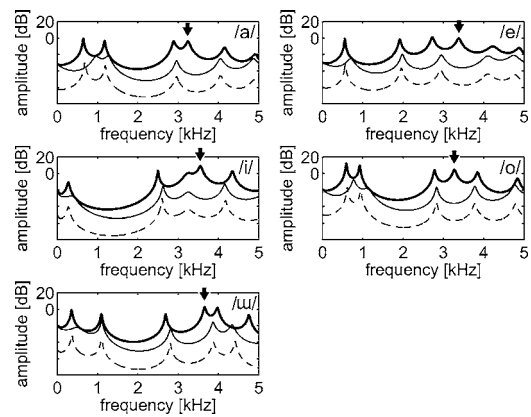 20
0
amplitude [dB]
/a/
0 1 2 3 4 5
frequency [kHz]
20
0
amplitude [dB]
/e/
0 1 2 3 4 5
frequency [kHz]
20
0
amplitude [dB]
/i/
0 1 2 3 4 5
frequency [kHz]
20
0
amplitude [dB]
/o/
0 1 2 3 4 5
frequency [kHz]
20
0
amplitude [dB]
/ɯ/
0 1 2 3 4 5
frequency [kHz]